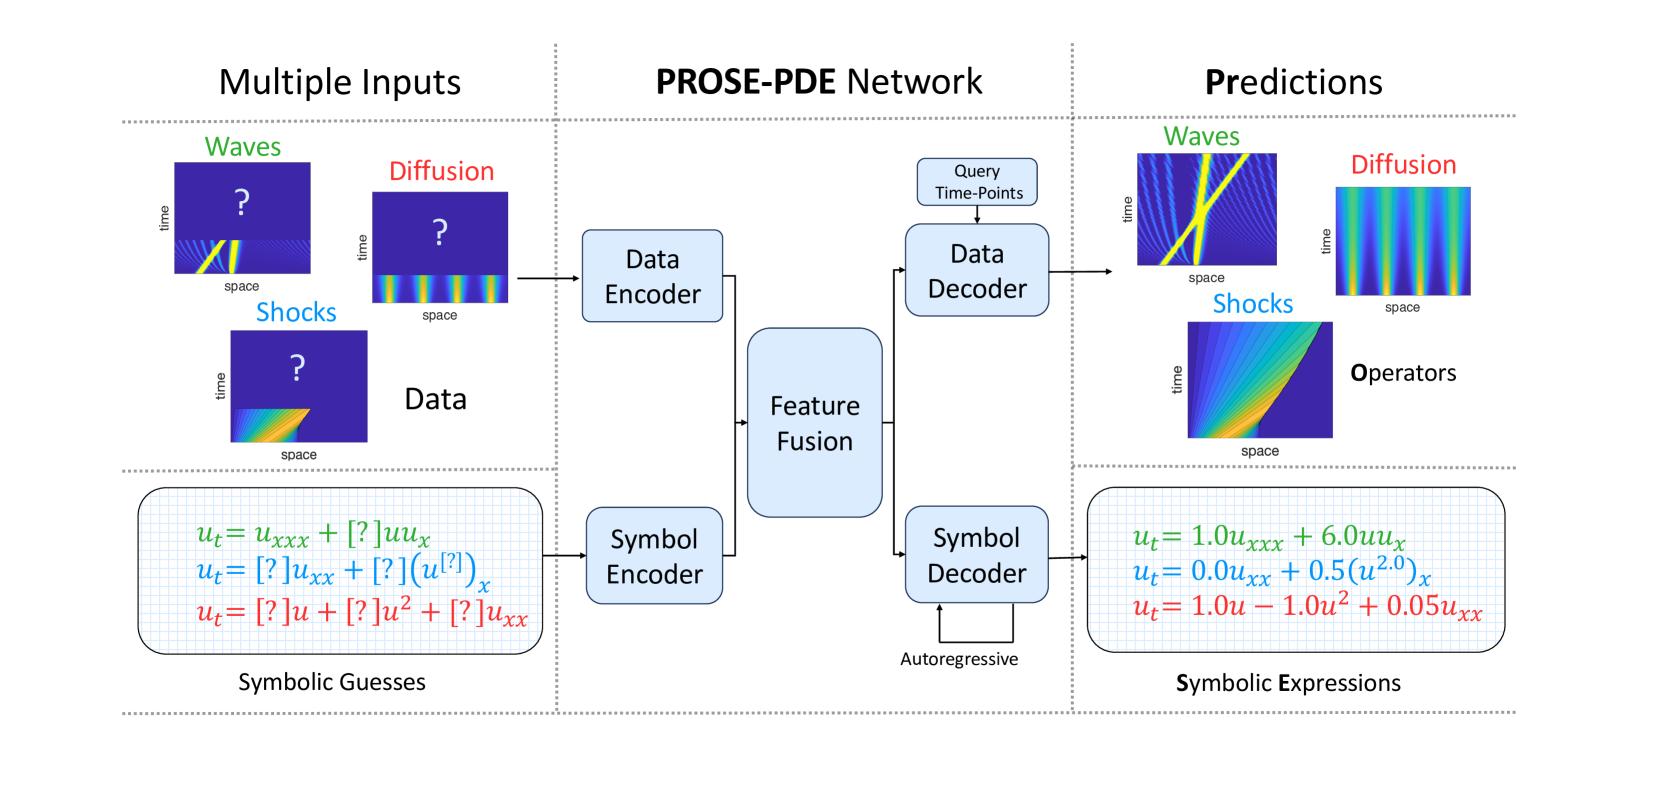 Multiple Inputs
PROSE-PDE Network
Predictions
Waves
?
time
space
Diffusion
?
time
space
Shocks
?
time
space
Data
u_t = u_{xxx} + [?]uu_x
u_t = [?]u_{xx} + [?](u^{[?]})_x
u_t = [?]u + [?]u^2 + [?]u_{xx}
Symbolic Guesses
Data
Encoder
Symbol
Encoder
Feature
Fusion
Query
Time-Points
Data
Decoder
Symbol
Decoder
Autoregressive
Waves
time
space
Diffusion
time
space
Shocks
time
space
Operators
u_t = 1.0u_{xxx} + 6.0uu_x
u_t = 0.0u_{xx} + 0.5(u^{2.0})_x
u_t = 1.0u − 1.0u^2 + 0.05u_{xx}
Symbolic Expressions